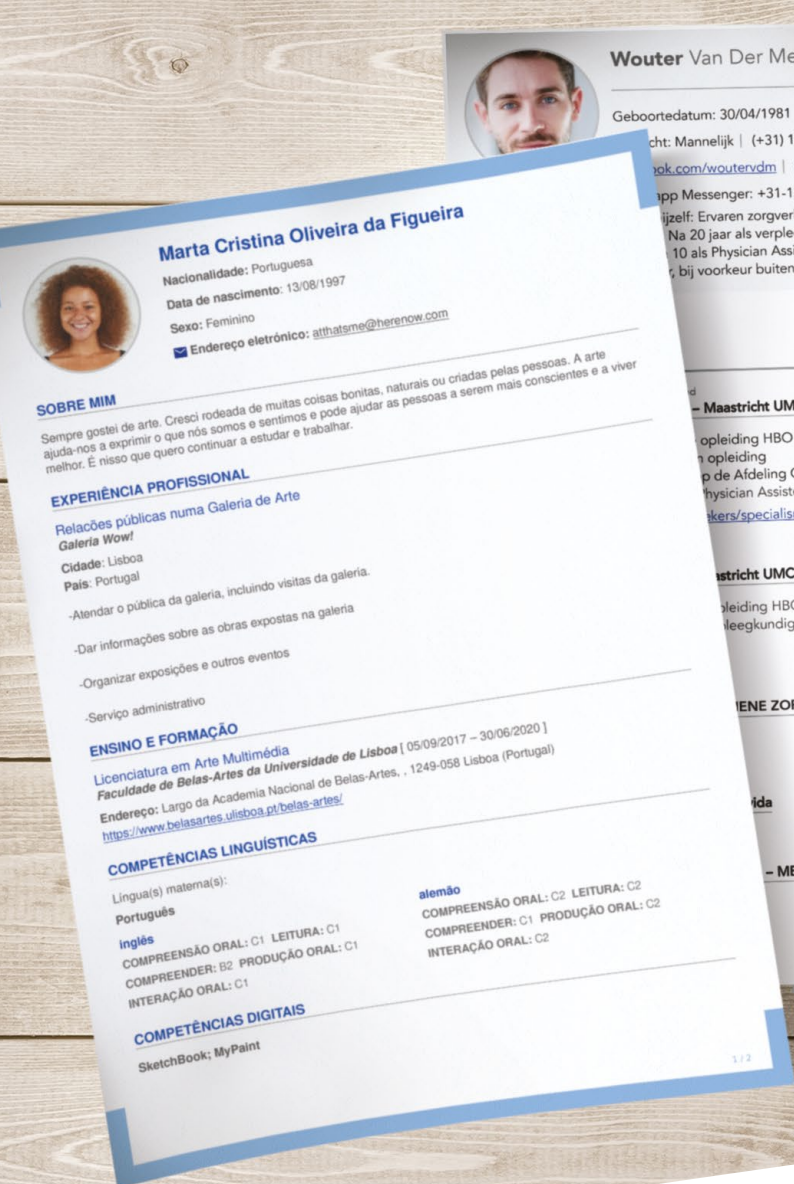 Marta Cristina Oliveira da Figueira
Nacionalidade: Portuguesa
Data de nascimento: 13/08/1997
Sexo: Feminino
Endereço eletrónico: atthatsme@herenow.com
SOBRE MIM
Sempre gostei de arte. Cresci rodeada de muitas coisas bonitas, naturais ou criadas pelas pessoas. A arte
ajuda-nos a exprimir o que nós somos e sentimos e pode ajudar as pessoas a serem mais conscientes e a viver
melhor. É nisso que quero continuar a estudar e trabalhar.
EXPERIÊNCIA PROFISSIONAL
Relacões públicas numa Galeria de Arte
Galeria Wow!
Cidade: Lisboa
País: Portugal
-Atendar o pública da galeria, incluindo visitas da galeria.
-Dar informações sobre as obras expostas na galeria
-Organizar exposições e outros eventos
-Serviço administrativo
ENSINO E FORMAÇÃO
Licenciatura em Arte Multimédia
Faculdade de Belas-Artes da Universidade de Lisboa [ 05/09/2017 – 30/06/2020 ]
Endereço: Largo da Academia Nacional de Belas-Artes, , 1249-058 Lisboa (Portugal)
https://www.belasartes.ulisboa.pt/belas-artes/
COMPETÊNCIAS LINGUÍSTICAS
Língua(s) materna(s):
Português
inglês
COMPREENSÃO ORAL: C1 LEITURA: C1
COMPREENDER: B2 PRODUÇÃO ORAL: C1
INTERAÇÃO ORAL: C1
alemão
COMPREENSÃO ORAL: C2 LEITURA: C2
COMPREENDER: C1 PRODUÇÃO ORAL: C2
INTERAÇÃO ORAL: C2
COMPETÊNCIAS DIGITAIS
SketchBook; MyPaint
1 / 2
Wouter Van Der Me
Geboortedatum: 30/04/1981
cht: Mannelijk | (+31) 1
ok.com/woutervdm |
app Messenger: +31-1
ijzelf: Ervaren zorgver
Na 20 jaar als verple
10 als Physician Assi
, bij voorkeur buiten
– Maastricht UM
opleiding HBO
opleiding
p de Afdeling
hysician Assist
kers/specialis
astricht UMC
leiding HB
leegkundig
ENE ZOR
ida
– ME